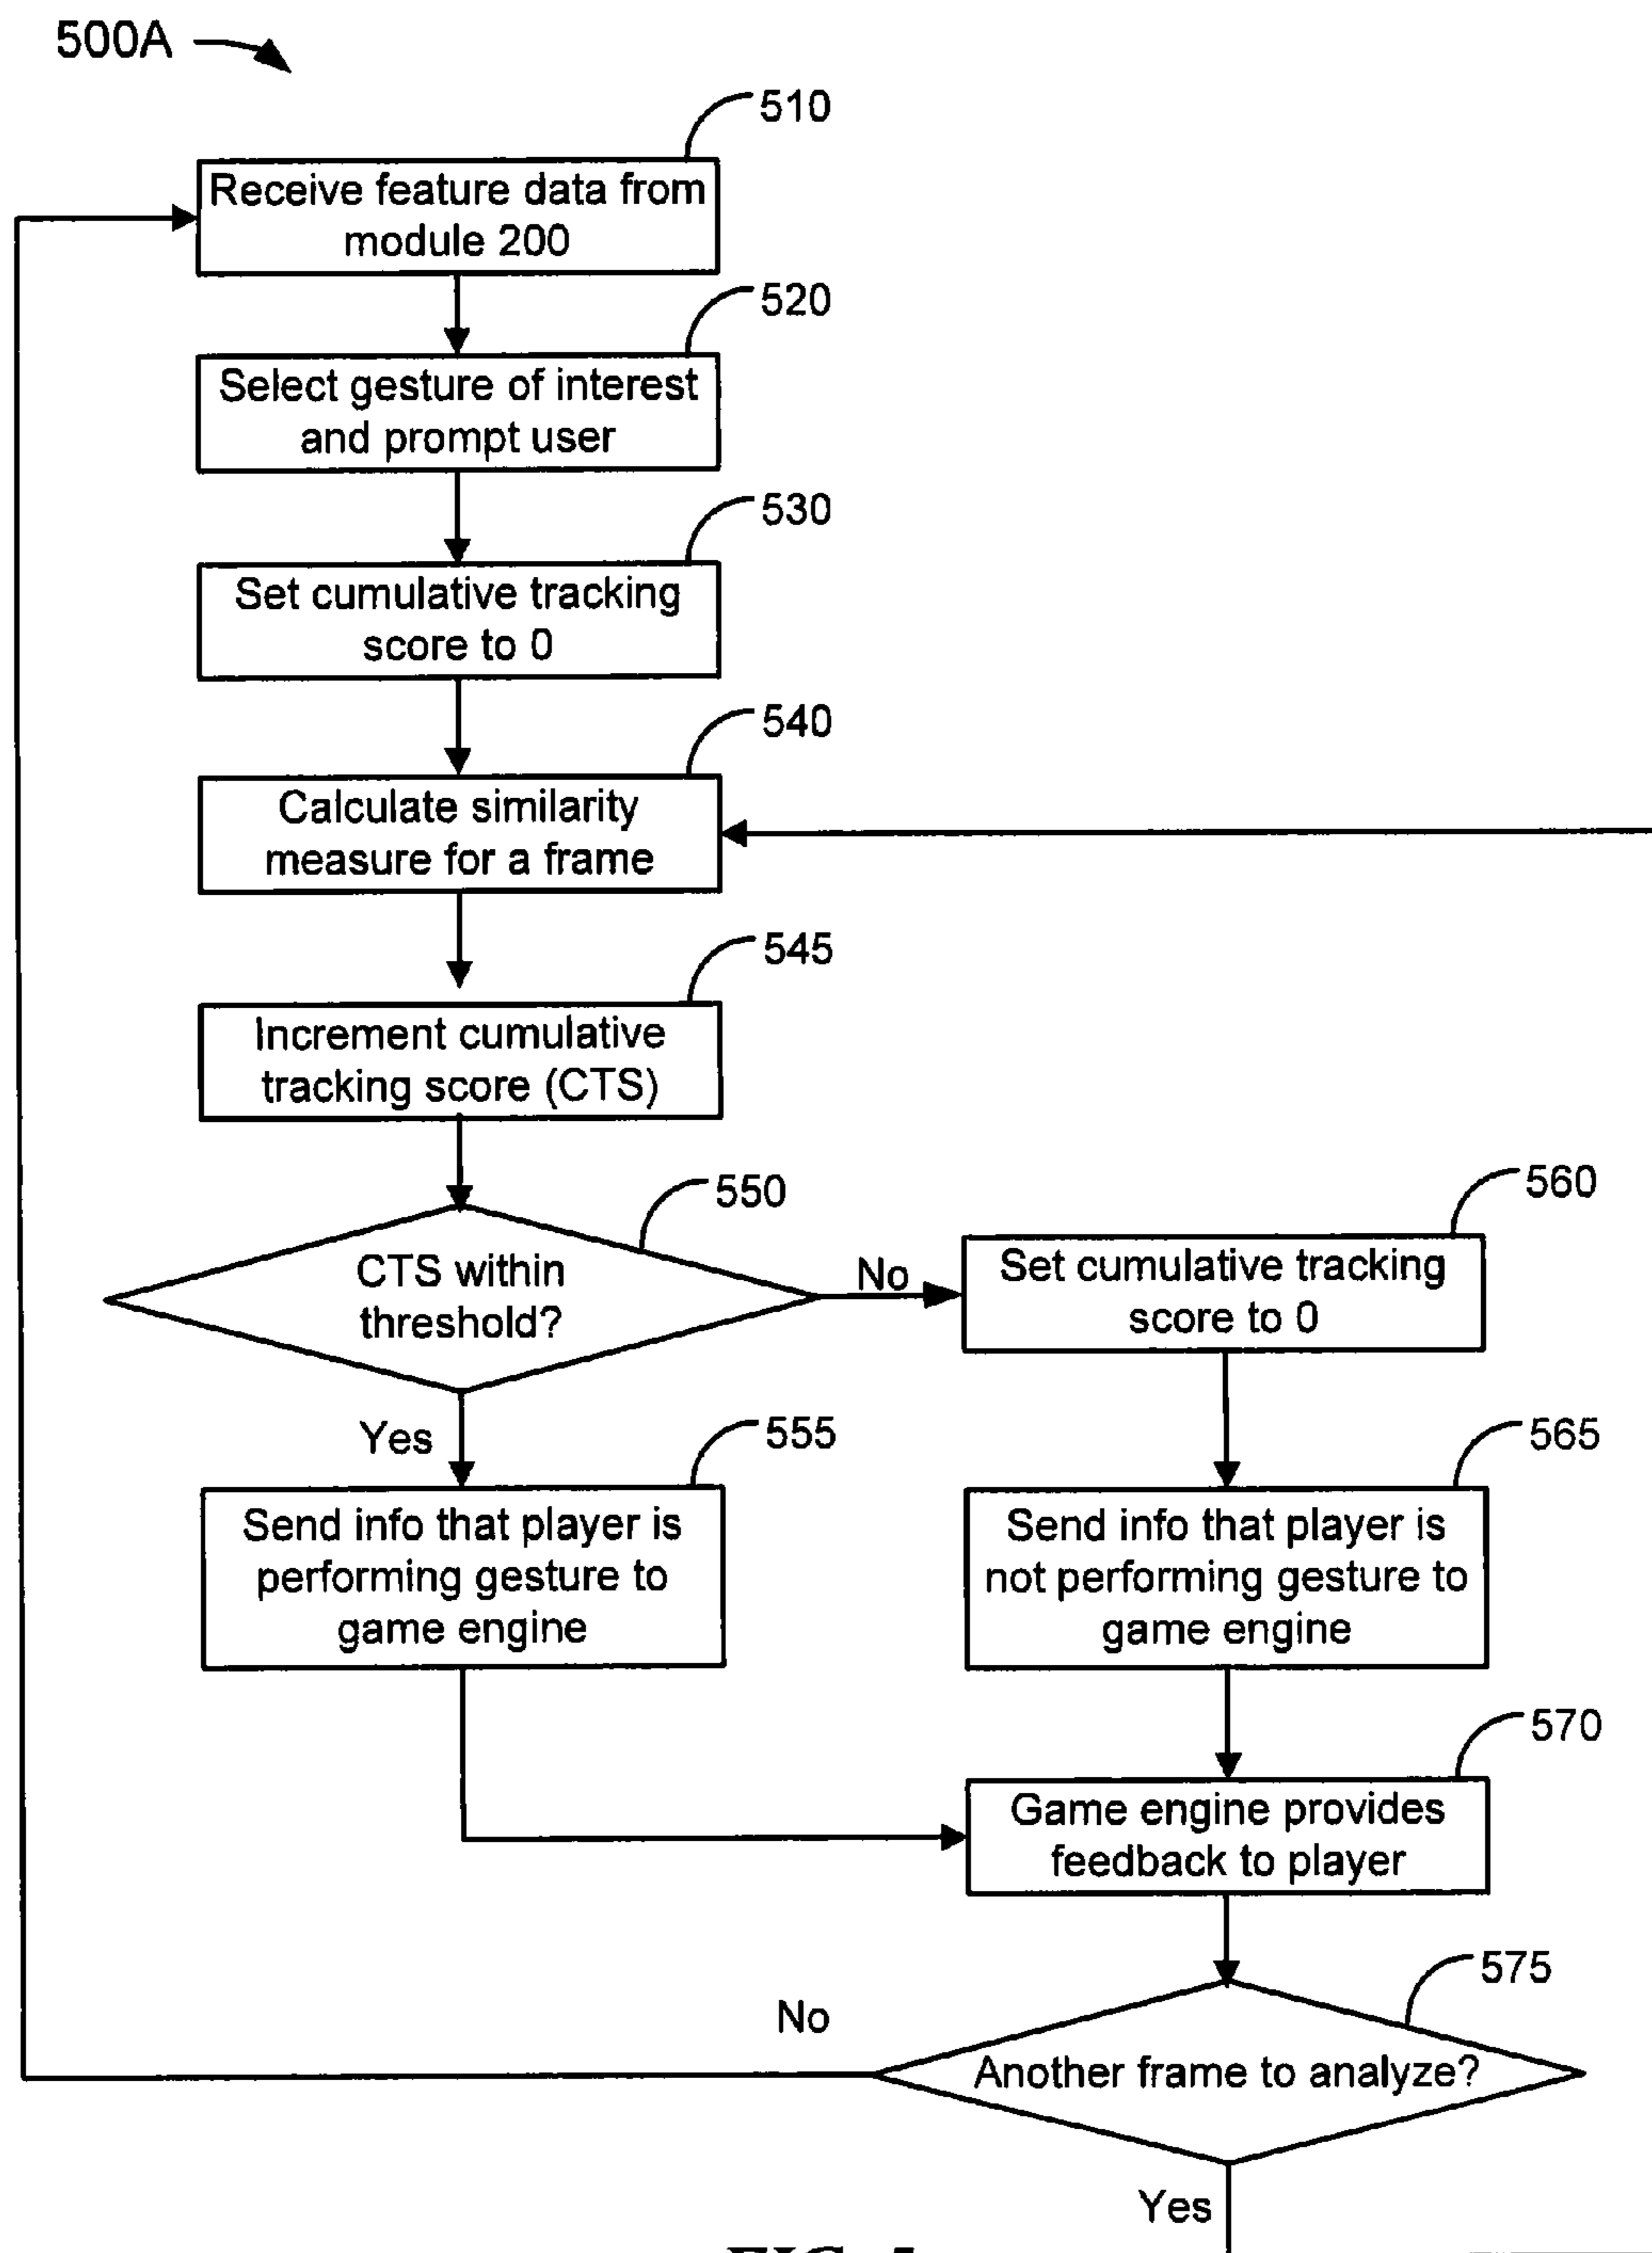 500A
510
Receive feature data from
module 200
520
Select gesture of interest
and prompt user
530
Set cumulative tracking
score to 0
540
Calculate similarity
measure for a frame
545
Increment cumulative
tracking score (CTS)
550
CTS within
threshold?
No
560
Set cumulative tracking
score to 0
Yes
555
Send info that player is
performing gesture to
game engine
565
Send info that player is
not performing gesture to
game engine
570
Game engine provides
feedback to player
575
No
Another frame to analyze?
Yes